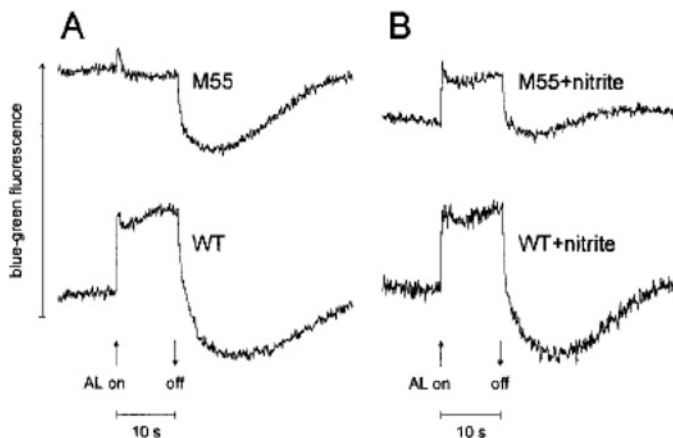 A
B
M55
M55+nitrite
blue-green fluorescence
WT
WT+nitrite
AL on off
AL on off
10 s
10 s